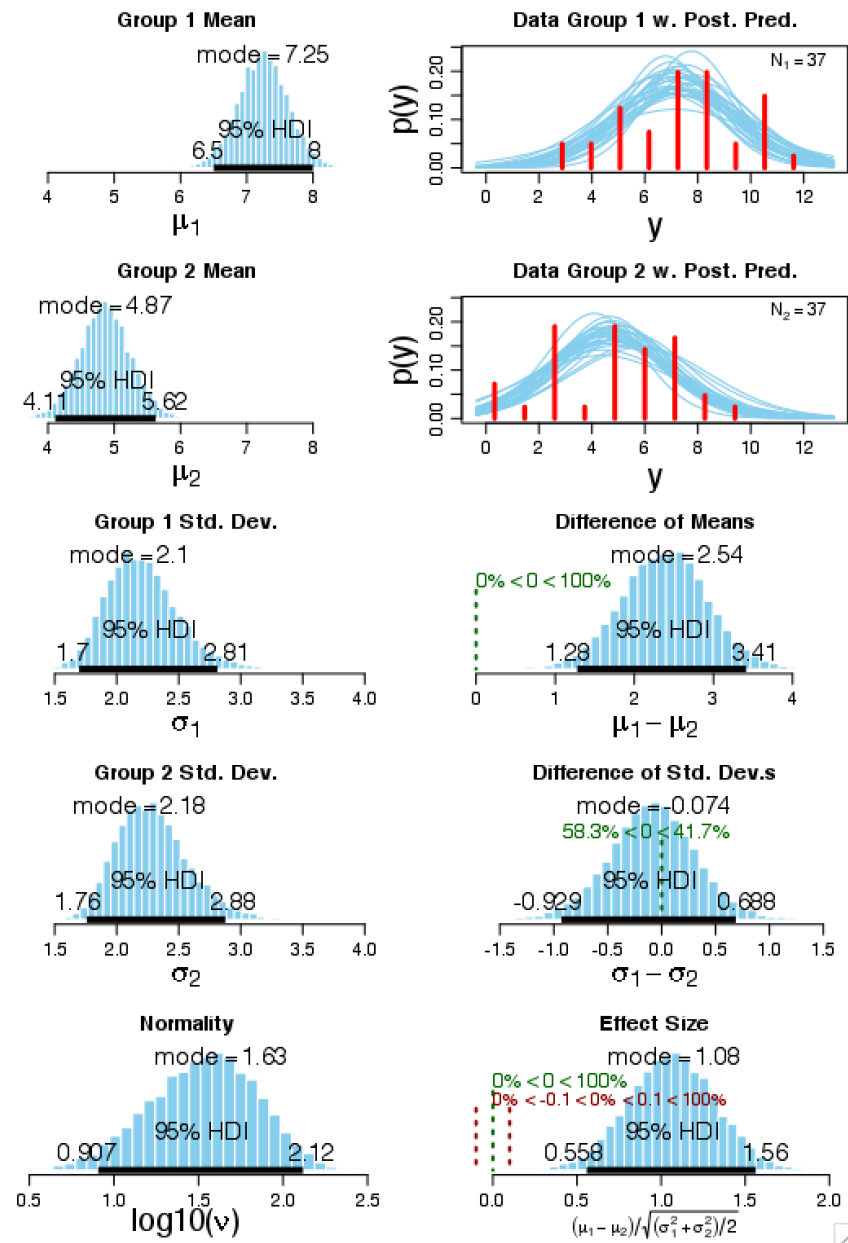 Group 1 Mean
mode = 7.25
95% HDI
6.5 8
4 5 6 7 8
μ1
Data Group 1 w. Post. Pred.
N1 = 37
p(y)
0.00 0.10 0.20
0 2 4 6 8 10 12
y
Group 2 Mean
mode = 4.87
95% HDI
4.11 5.62
4 5 6 7 8
μ2
Data Group 2 w. Post. Pred.
N2 = 37
p(y)
0.00 0.10 0.20
0 2 4 6 8 10 12
y
Group 1 Std. Dev.
mode = 2.1
95% HDI
1.7 2.81
1.5 2.0 2.5 3.0 3.5 4.0
σ1
Difference of Means
mode = 2.54
0% < 0 < 100%
95% HDI
1.28 3.41
0 1 2 3 4
μ1 − μ2
Group 2 Std. Dev.
mode = 2.18
95% HDI
1.76 2.88
1.5 2.0 2.5 3.0 3.5 4.0
σ2
Difference of Std. Dev.s
mode = -0.074
58.3% < 0 < 41.7%
95% HDI
-0.929 0.688
-1.5 -1.0 -0.5 0.0 0.5 1.0 1.5
σ1 − σ2
Normality
mode = 1.63
95% HDI
0.907 2.12
0.5 1.0 1.5 2.0 2.5
log10(ν)
Effect Size
mode = 1.08
0% < 0 < 100%
0% < -0.1 < 0% < 0.1 < 100%
95% HDI
0.558 1.56
0.0 0.5 1.0 1.5 2.0
(μ1 − μ2)/√(σ1² + σ2²)/2